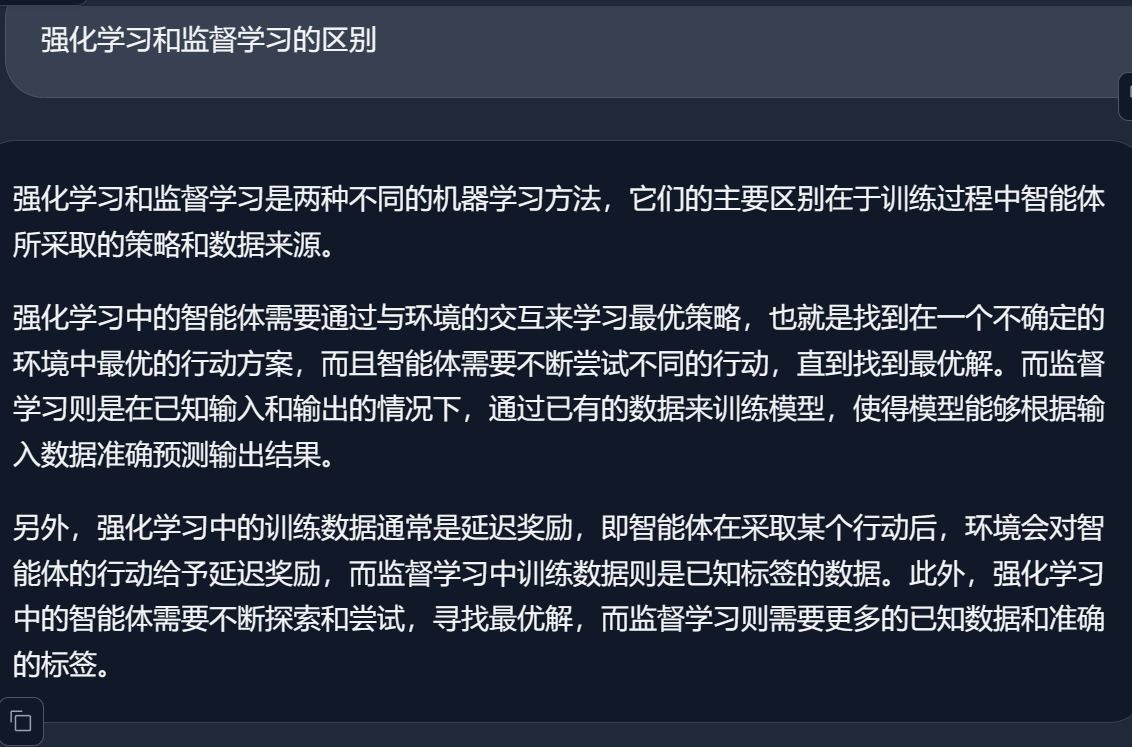 强化学习和监督学习的区别
强化学习和监督学习是两种不同的机器学习方法，它们的主要区别在于训练过程中智能体
所采取的策略和数据来源。
强化学习中的智能体需要通过与环境的交互来学习最优策略，也就是找到在一个不确定的
环境中最优的行动方案，而且智能体需要不断尝试不同的行动，直到找到最优解。而监督
学习则是在已知输入和输出的情况下，通过已有的数据来训练模型，使得模型能够根据输
入数据准确预测输出结果。
另外，强化学习中的训练数据通常是延迟奖励，即智能体在采取某个行动后，环境会对智
能体的行动给予延迟奖励，而监督学习中训练数据则是已知标签的数据。此外，强化学习
中的智能体需要不断探索和尝试，寻找最优解，而监督学习则需要更多的已知数据和准确
的标签。